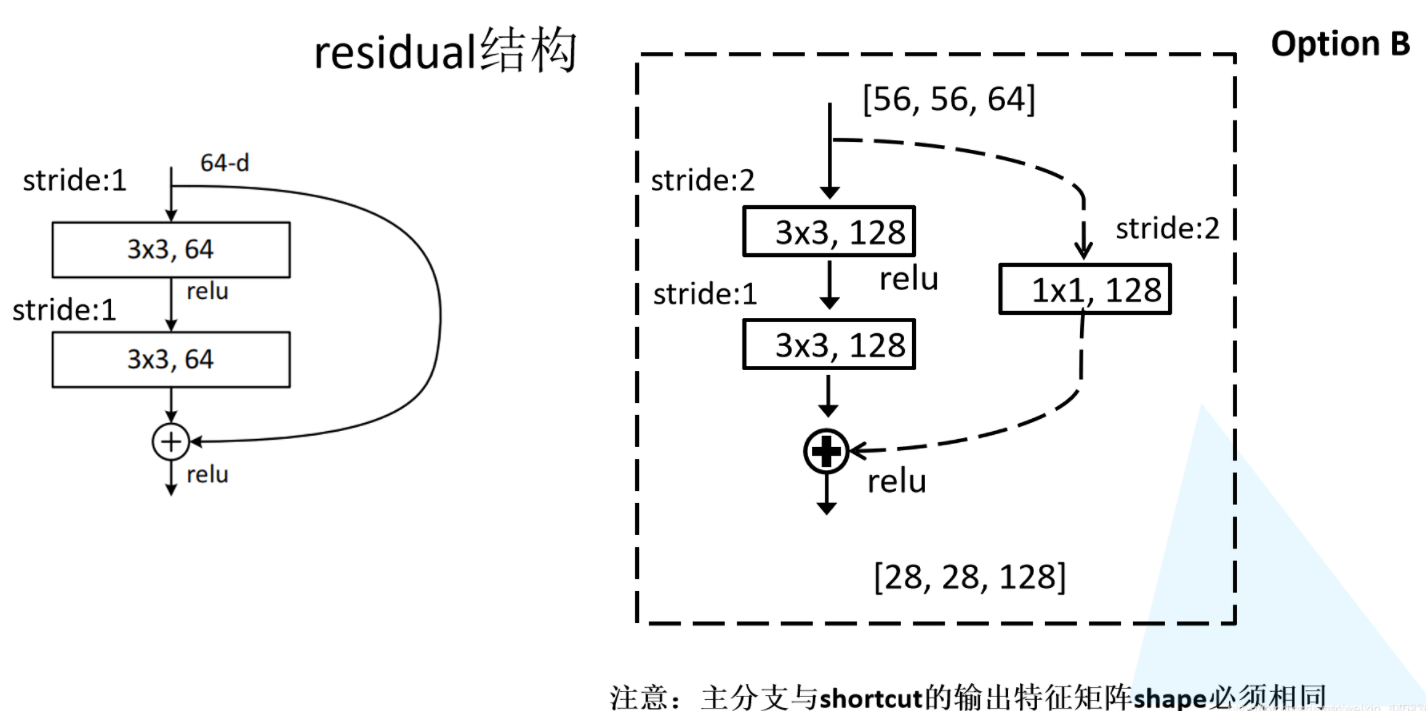 residual结构
Option B
64-d
stride:1
3x3, 64
relu
stride:1
3x3, 64
relu
[56, 56, 64]
stride:2
3x3, 128
relu
stride:1
3x3, 128
stride:2
1x1, 128
relu
[28, 28, 128]
注意：主分支与shortcut的输出特征矩阵shape必须相同